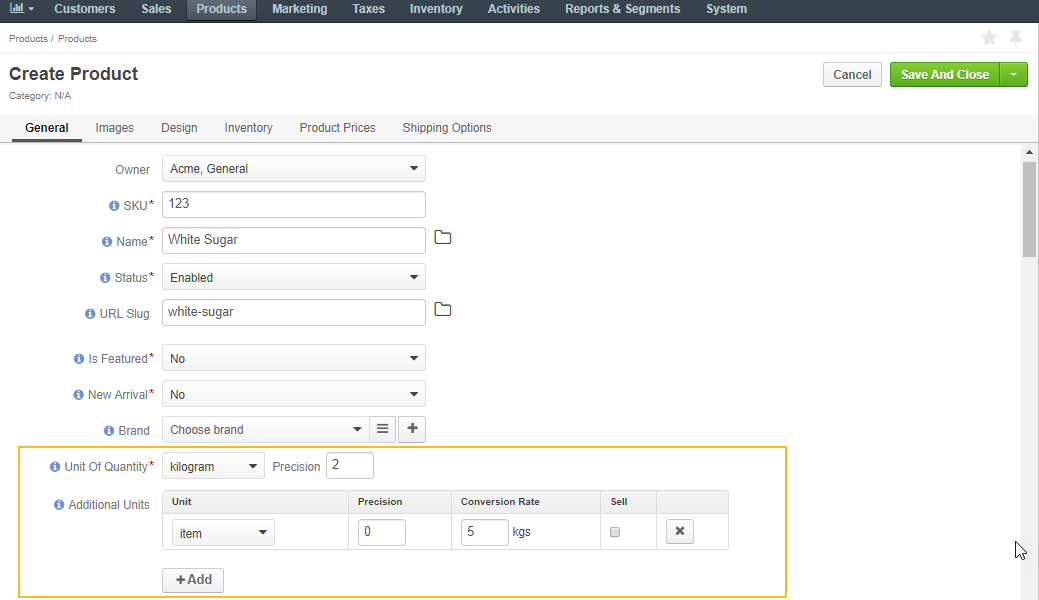 Customers Sales Products Marketing Taxes Inventory Activities Reports & Segments System
Products / Products
Create Product
Cancel Save And Close
Category: N/A
General Images Design Inventory Product Prices Shipping Options
Owner Acme, General
SKU* 123
Name* White Sugar
Status* Enabled
URL Slug white-sugar
Is Featured* No
New Arrival* No
Brand Choose brand
Unit Of Quantity* kilogram Precision 2
Additional Units Unit Precision Conversion Rate Sell
item 0 5 kgs
+Add